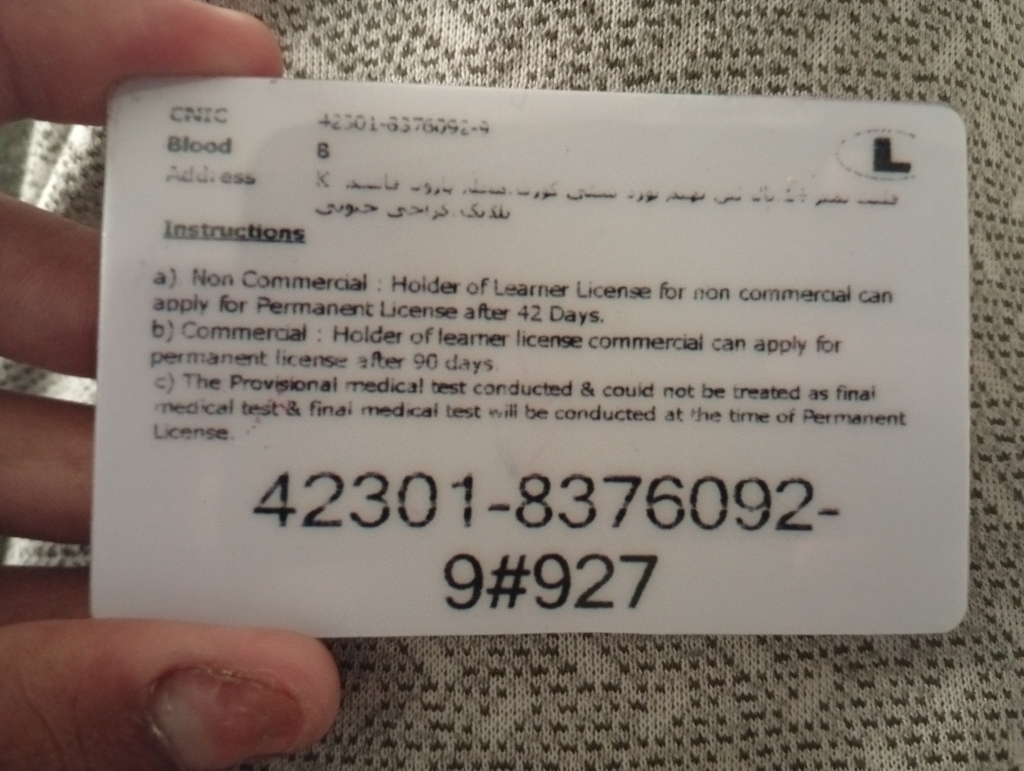 CNIC 42301-8376092-9
Blood B
L
Address K
بلڈنگ، کراچی جنوبی
Instructions
a) Non Commercial : Holder of Learner License for non commercial can
apply for Permanent License after 42 Days.
b) Commercial : Holder of learner license commercial can apply for
permanent license after 90 days.
c) The Provisional medical test conducted & could not be treated as final
medical test & final medical test will be conducted at the time of Permanent
License.
42301-8376092-
9#927